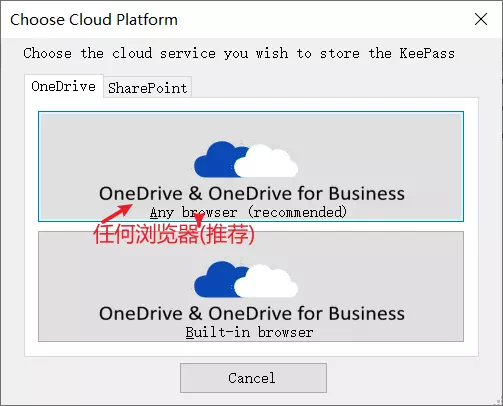 Choose Cloud Platform
Choose the cloud service you wish to store the KeePass
OneDrive SharePoint
OneDrive & OneDrive for Business
Any browser (recommended)
任何浏览器(推荐)
OneDrive & OneDrive for Business
Built-in browser
Cancel